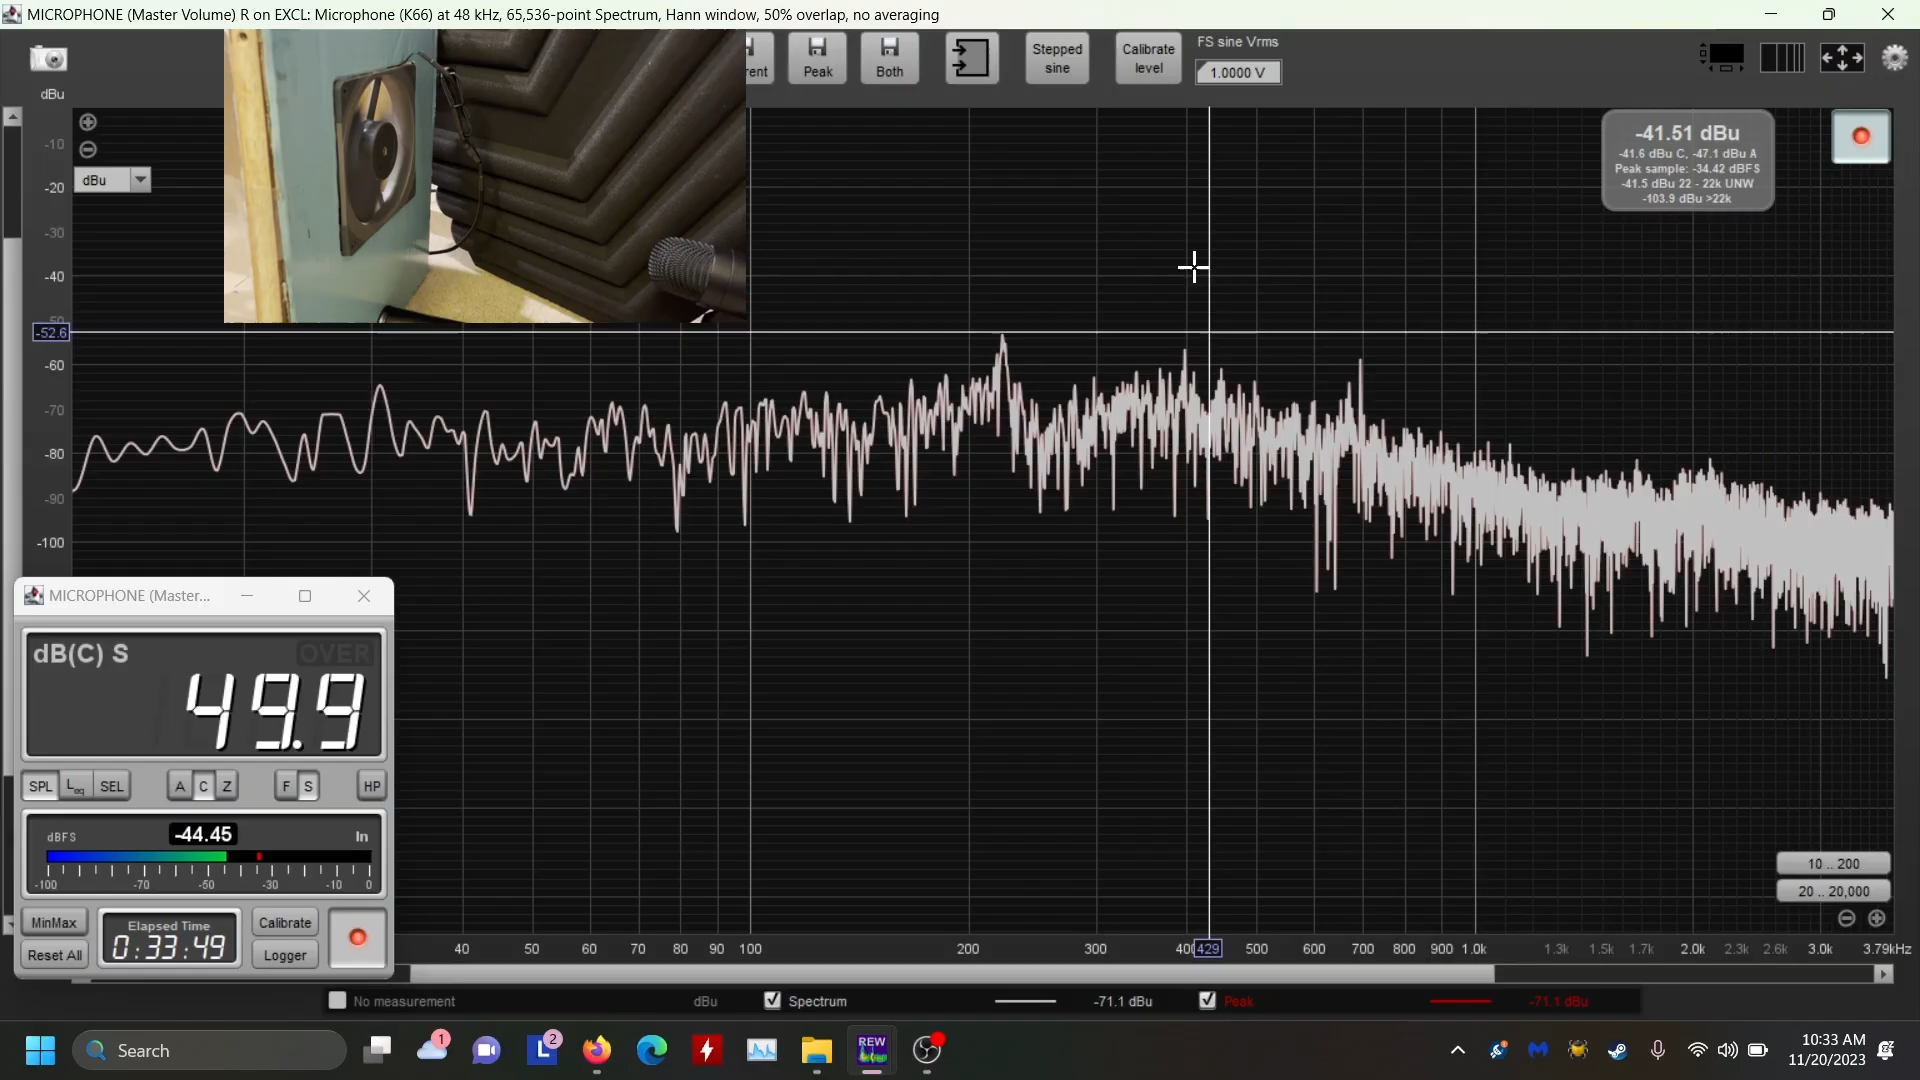 MICROPHONE (Master Volume) R on EXCL: Microphone (K66) at 48 kHz, 65,536-point Spectrum, Hann window, 50% overlap, no averaging
rent
Peak
Both
Stepped
sine
Calibrate
level
FS sine Vrms
1.0000 V
dBu
-10
dBu
-20
-30
-40
-50
-52.6
-60
-70
-80
-90
-100
-41.51 dBu
-41.6 dBu C, -47.1 dBu A
Peak sample: -34.42 dBFS
-41.5 dBu 22 - 22k UNW
-103.9 dBu >22k
MICROPHONE (Master...
dB(C) S
OVER
49.9
SPL
Leq
SEL
A
C
Z
F
S
HP
dBFS
-44.45
In
-100
-70
-50
-30
-10
0
MinMax
Elapsed Time
0:33:49
Calibrate
Reset All
Logger
10 .. 200
20 .. 20,000
40 50 60 70 80 90 100 200 300 400 429 500 600 700 800 900 1.0k 1.3k 1.5k 1.7k 2.0k 2.3k 2.6k 3.0k 3.79kHz
No measurement
dBu
Spectrum
-71.1 dBu
Peak
-71.1 dBu
Search
1
2
L
REW
10:33 AM
11/20/2023